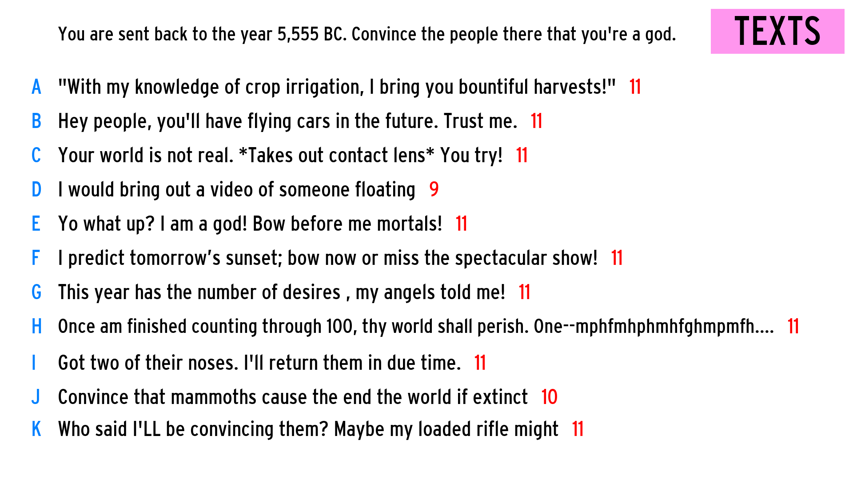 You are sent back to the year 5,555 BC. Convince the people there that you're a god.
TEXTS
A "With my knowledge of crop irrigation, I bring you bountiful harvests!" 11
B Hey people, you'll have flying cars in the future. Trust me. 11
C Your world is not real. *Takes out contact lens* You try! 11
D I would bring out a video of someone floating 9
E Yo what up? I am a god! Bow before me mortals! 11
F I predict tomorrow's sunset; bow now or miss the spectacular show! 11
G This year has the number of desires , my angels told me! 11
H Once am finished counting through 100, thy world shall perish. One--mphfmhphmhfghmpmfh.... 11
I Got two of their noses. I'll return them in due time. 11
J Convince that mammoths cause the end the world if extinct 10
K Who said I'LL be convincing them? Maybe my loaded rifle might 11